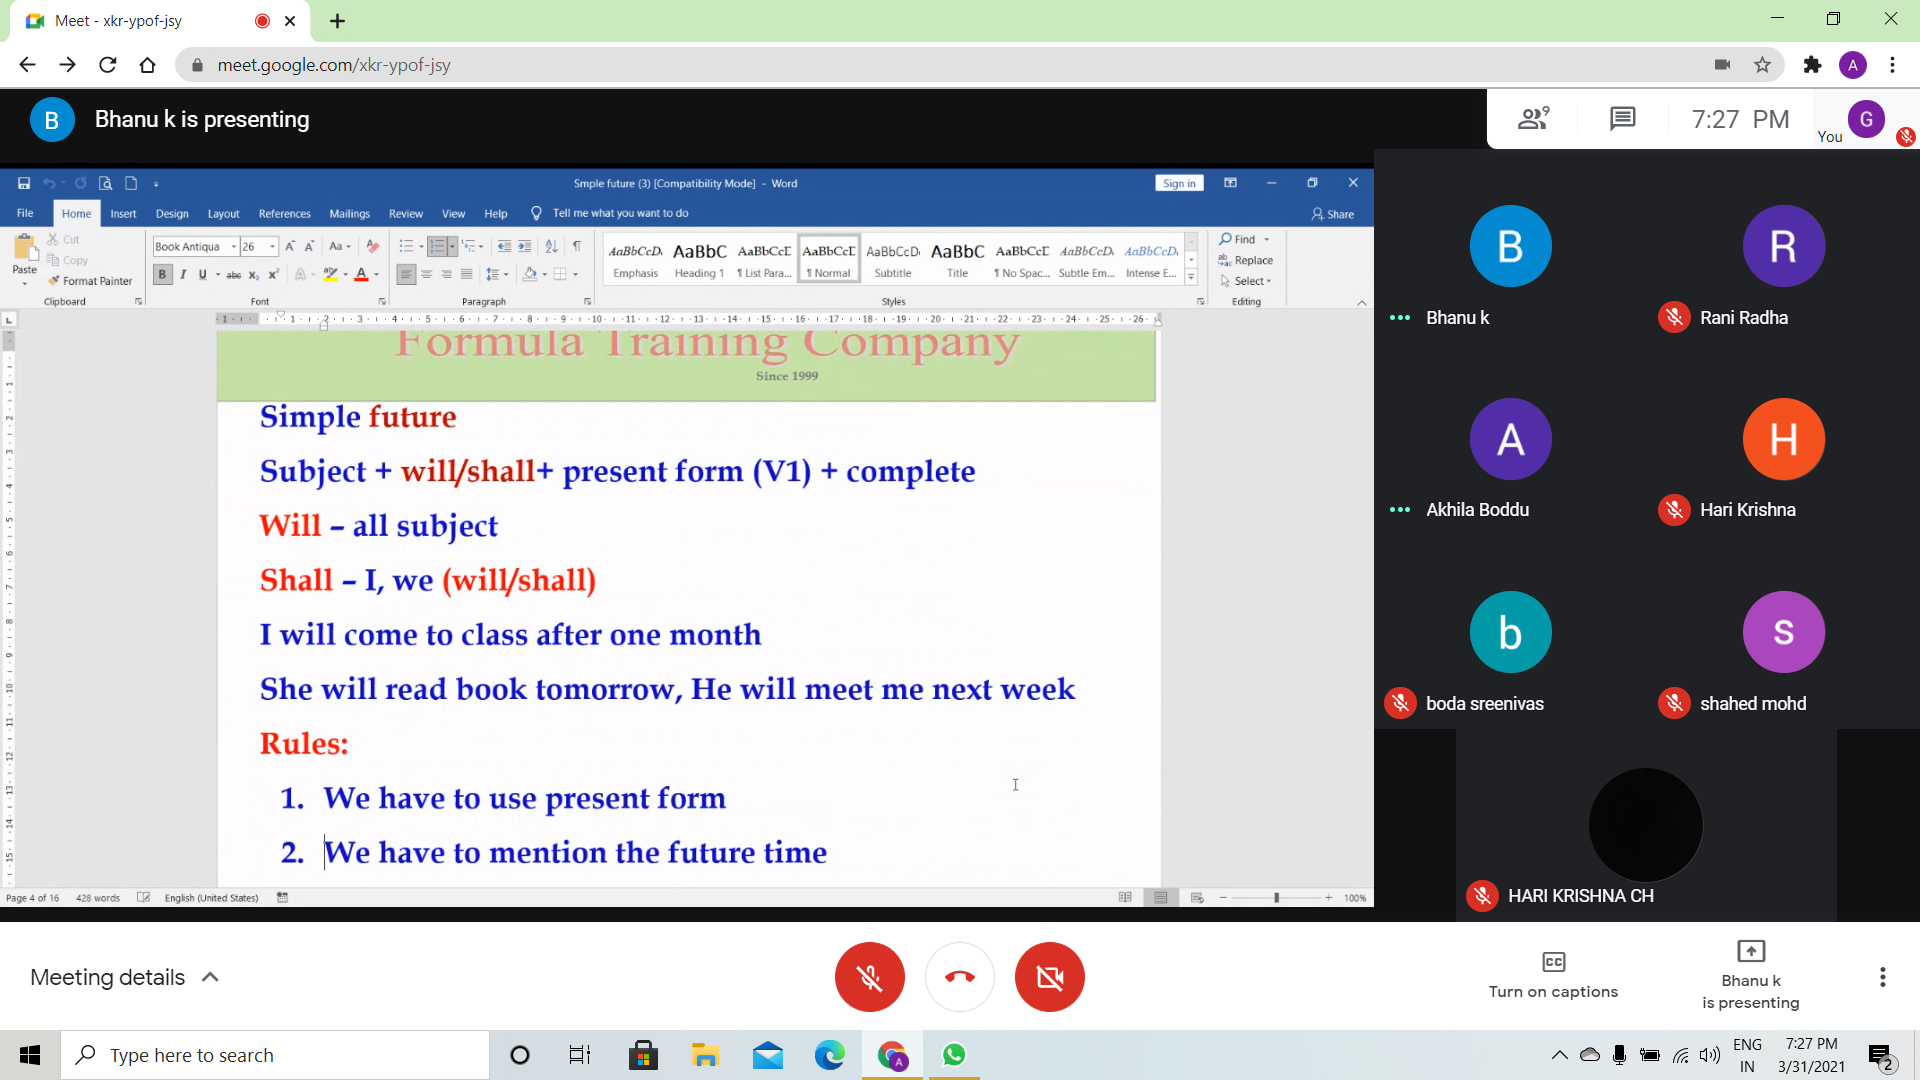 Meet - xkr-ypof-jsy
meet.google.com/xkr-ypof-jsy
A
B
Bhanu k is presenting
9
7:27 PM
You
G
Smple future (3) [Compatibility Mode] - Word
Sign in
File Home Insert Design Layout References Mailings Review View Help Tell me what you want to do
Share
Paste
Cut
Copy
Format Painter
Clipboard
Book Antiqua 26
Font
Paragraph
AaBbCcD. AaBbC AaBbCcE AaBbCcE AaBbCcD AaBbC AaBbCcE AaBbCcD. AaBbCcD.
Emphasis Heading 1 ¶ List Para... ¶ Normal Subtitle Title ¶ No Spac... Subtle Em... Intense E...
Styles
Find
Replace
Select
Editing
Formula Training Company
Since 1999
Simple future
Subject + will/shall+ present form (V1) + complete
Will – all subject
Shall – I, we (will/shall)
I will come to class after one month
She will read book tomorrow, He will meet me next week
Rules:
1. We have to use present form
2. We have to mention the future time
Page 4 of 16 428 words English (United States) 100%
B
Bhanu k
R
Rani Radha
A
Akhila Boddu
H
Hari Krishna
b
boda sreenivas
s
shahed mohd
HARI KRISHNA CH
Meeting details
CC
Turn on captions
Bhanu k
is presenting
Type here to search
ENG
IN
7:27 PM
3/31/2021
2